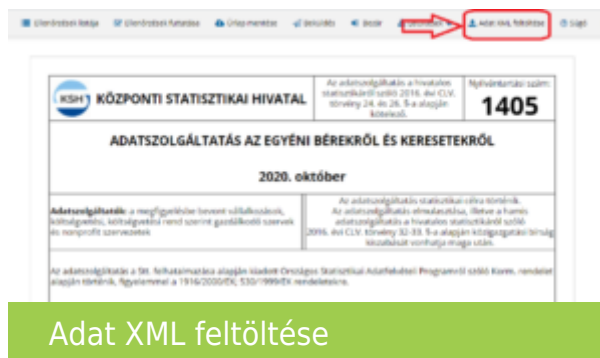 Ellenőrzések listája Ellenőrzések futtatása Űrlap mentése Beküldés Bezár Adat XML feltöltése Súgó
KSH KÖZPONTI STATISZTIKAI HIVATAL
Az adatszolgáltatás a hivatalos
statisztikáról szóló 2016. évi CLV.
törvény 24. és 26. §-a alapján
kötelező.
Nyilvántartási szám:
1405
ADATSZOLGÁLTATÁS AZ EGYÉNI BÉREKRŐL ÉS KERESETEKRŐL
2020. október
Adatszolgáltatók: a megfigyelésbe bevont vállalkozások,
költségvetési, költségvetési rend szerint gazdálkodó szervek
és nonprofit szervezetek
Az adatszolgáltatás statisztikai célra történik.
Az adatszolgáltatás elmulasztása, illetve a hamis
adatszolgáltatás a hivatalos statisztikáról szóló
2016. évi CLV. törvény 32-33. §-a alapján közigazgatási bírság
kiszabását vonhatja maga után.
Az adatszolgáltatás a Stt. felhatalmazása alapján kiadott Országos Statisztikai Adatfelvételi Programról szóló Korm. rendelet
alapján történik, figyelemmel a 1916/2000/EK; 530/1999/EK rendeletekre.
Adat XML feltöltése